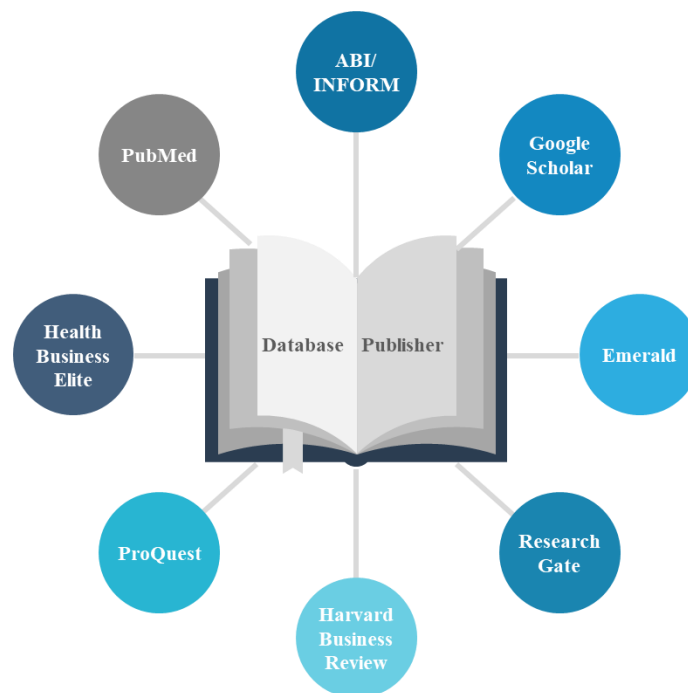 ABI/
INFORM
PubMed
Google
Scholar
Database Publisher
Health
Business
Elite
Emerald
ProQuest
Research
Gate
Harvard
Business
Review